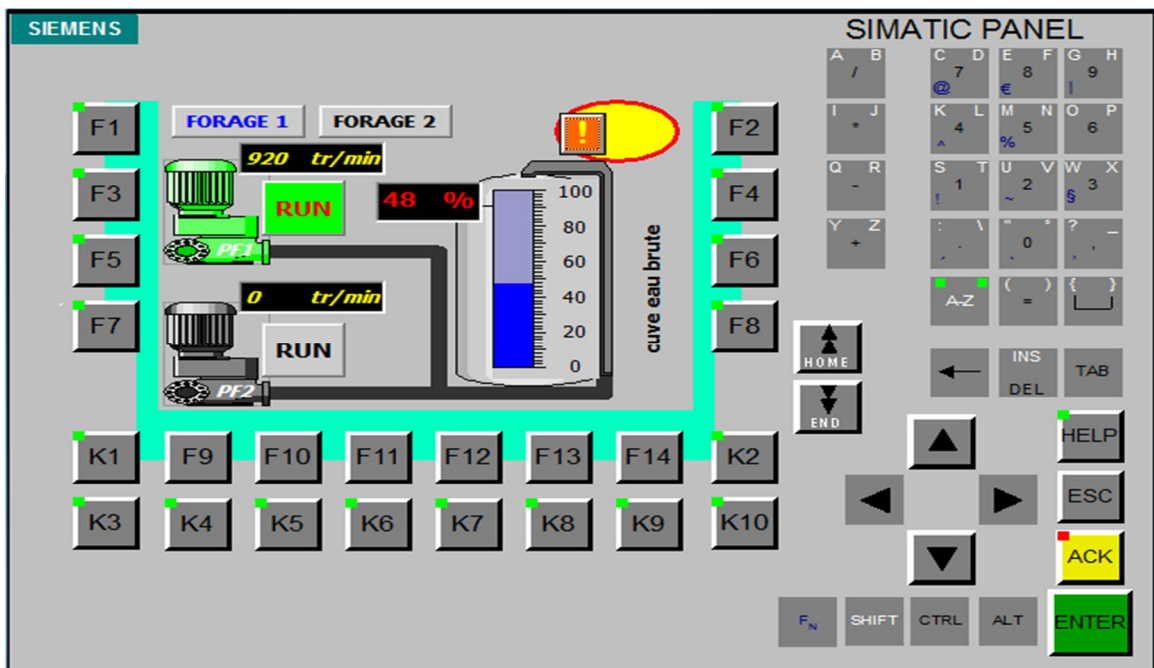 SIEMENS
SIMATIC PANEL
A B
/
C D
7
@
E F
8
€
G H
9
|
F1
FORAGE 1
FORAGE 2
!
F2
I J
*
K L
4
^
M N
5
%
O P
6
920 tr/min
F3
RUN
48 %
100
80
60
40
20
0
F4
Q R
-
S T
1
!
U V
2
~
W X
3
§
F5
PF1
cuve eau brute
F6
Y Z
+
: \
.
" °
0
? _
,
0 tr/min
F7
RUN
PF2
F8
A-Z
( )
=
{ }
HOME
END
INS
DEL
TAB
K1
F9
F10
F11
F12
F13
F14
K2
HELP
K3
K4
K5
K6
K7
K8
K9
K10
ESC
ACK
FN
SHIFT
CTRL
ALT
ENTER